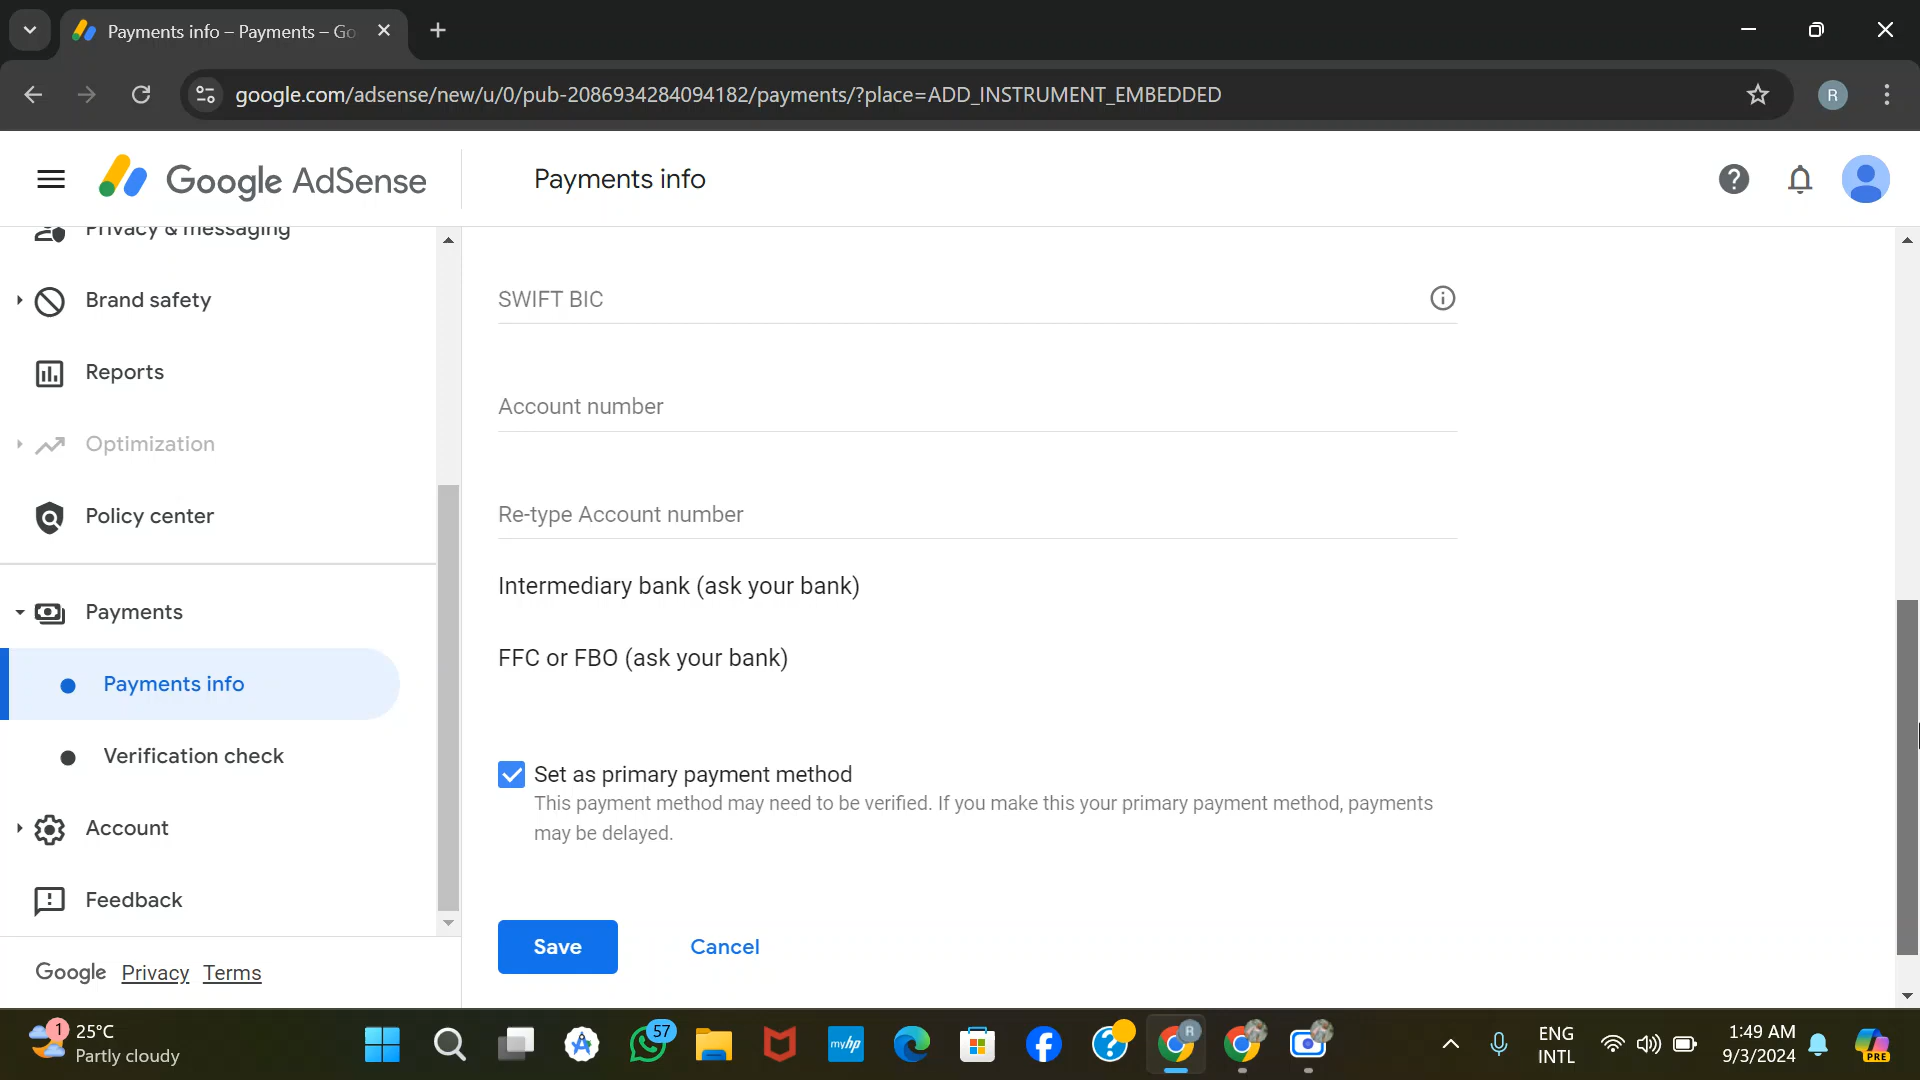 Payments info – Payments – Go
google.com/adsense/new/u/0/pub-2086934284094182/payments/?place=ADD_INSTRUMENT_EMBEDDED
R
Google AdSense
Payments info
Privacy & messaging
Brand safety
Reports
Optimization
Policy center
Payments
Payments info
Verification check
Account
Feedback
Google Privacy Terms
SWIFT BIC
Account number
Re-type Account number
Intermediary bank (ask your bank)
FFC or FBO (ask your bank)
Set as primary payment method
This payment method may need to be verified. If you make this your primary payment method, payments
may be delayed.
Save
Cancel
1
25°C
Partly cloudy
57
myhp
R
ENG
INTL
1:49 AM
9/3/2024
PRE